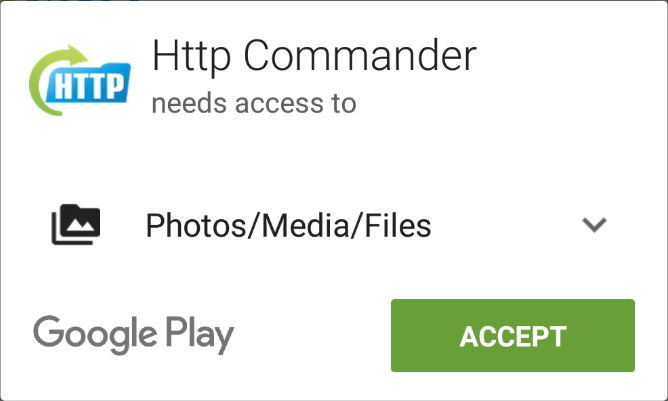 Http Commander
needs access to
HTTP
Photos/Media/Files
Google Play
ACCEPT